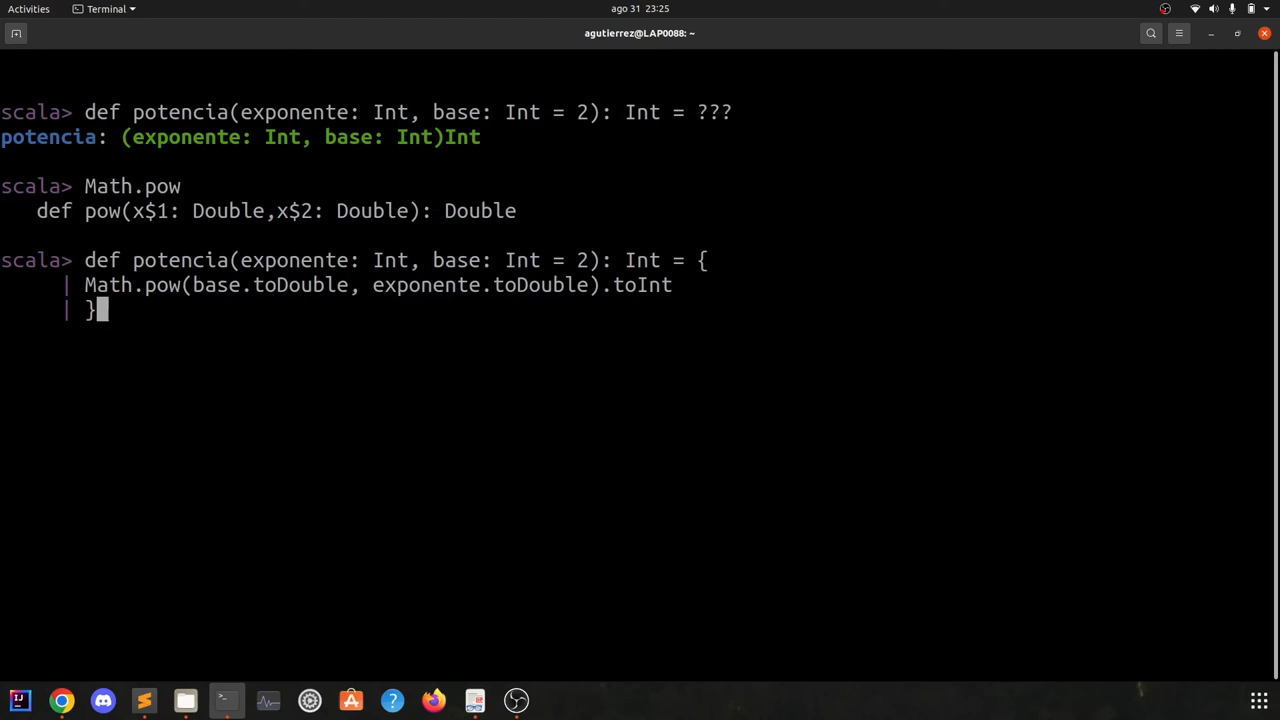 Activities
Terminal
ago 31 23:25
agutierrez@LAP0088: ~
scala> def potencia(exponente: Int, base: Int = 2): Int = ???
potencia: (exponente: Int, base: Int)Int
scala> Math.pow
def pow(x$1: Double,x$2: Double): Double
scala> def potencia(exponente: Int, base: Int = 2): Int = {
| Math.pow(base.toDouble, exponente.toDouble).toInt
| }